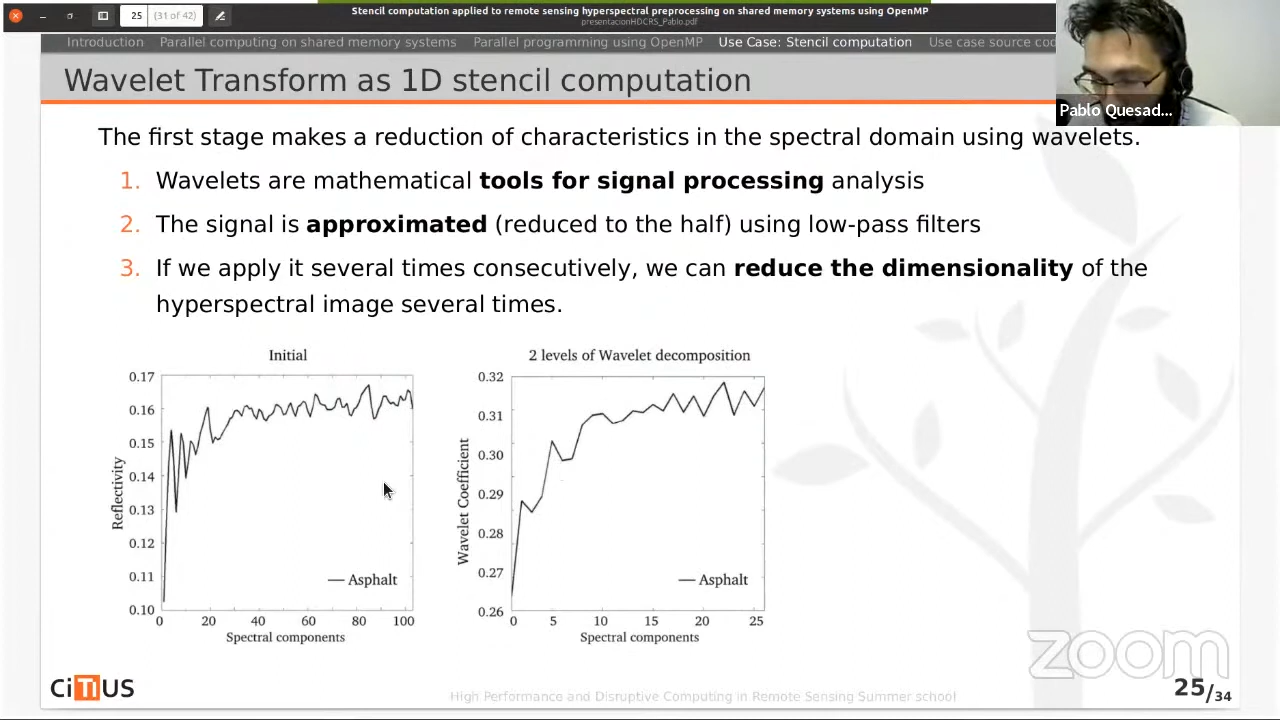 25 (31 of 42)
Stencil computation applied to remote sensing hyperspectral preprocessing on shared memory systems using OpenMP
presentacionHDCRS_Pablo.pdf
Introduction Parallel computing on shared memory systems Parallel programming using OpenMP Use Case: Stencil computation Use case source cod
Wavelet Transform as 1D stencil computation
Pablo Quesad...
The first stage makes a reduction of characteristics in the spectral domain using wavelets.
1. Wavelets are mathematical tools for signal processing analysis
2. The signal is approximated (reduced to the half) using low-pass filters
3. If we apply it several times consecutively, we can reduce the dimensionality of the
hyperspectral image several times.
Initial
0.17
0.16
0.15
0.14
0.13
0.12
0.11
0.10
Reflectivity
Asphalt
0 20 40 60 80 100
Spectral components
2 levels of Wavelet decomposition
0.32
0.31
0.30
0.29
0.28
0.27
0.26
Wavelet Coefficient
Asphalt
0 5 10 15 20 25
Spectral components
zoom
CiTIUS
High Performance and Disruptive Computing in Remote Sensing Summer school
25/34